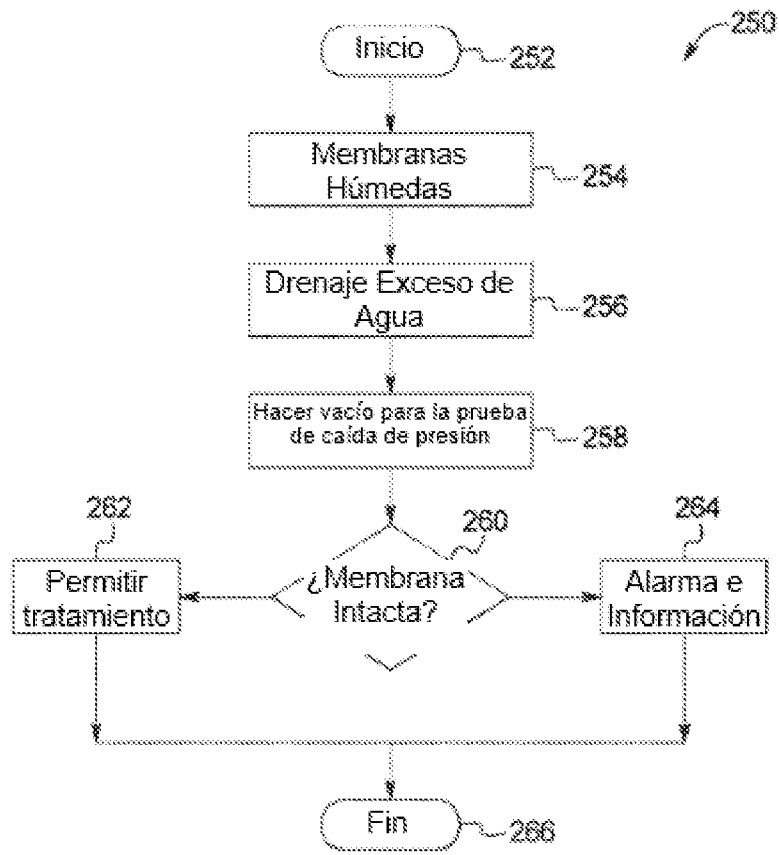 250
Inicio
252
Membranas
Húmedas
254
Drenaje Exceso de
Agua
256
Hacer vacío para la prueba
de caída de presión
258
262
260
264
Permitir
tratamiento
¿Membrana
Intacta?
Alarma e
Información
Fin
266